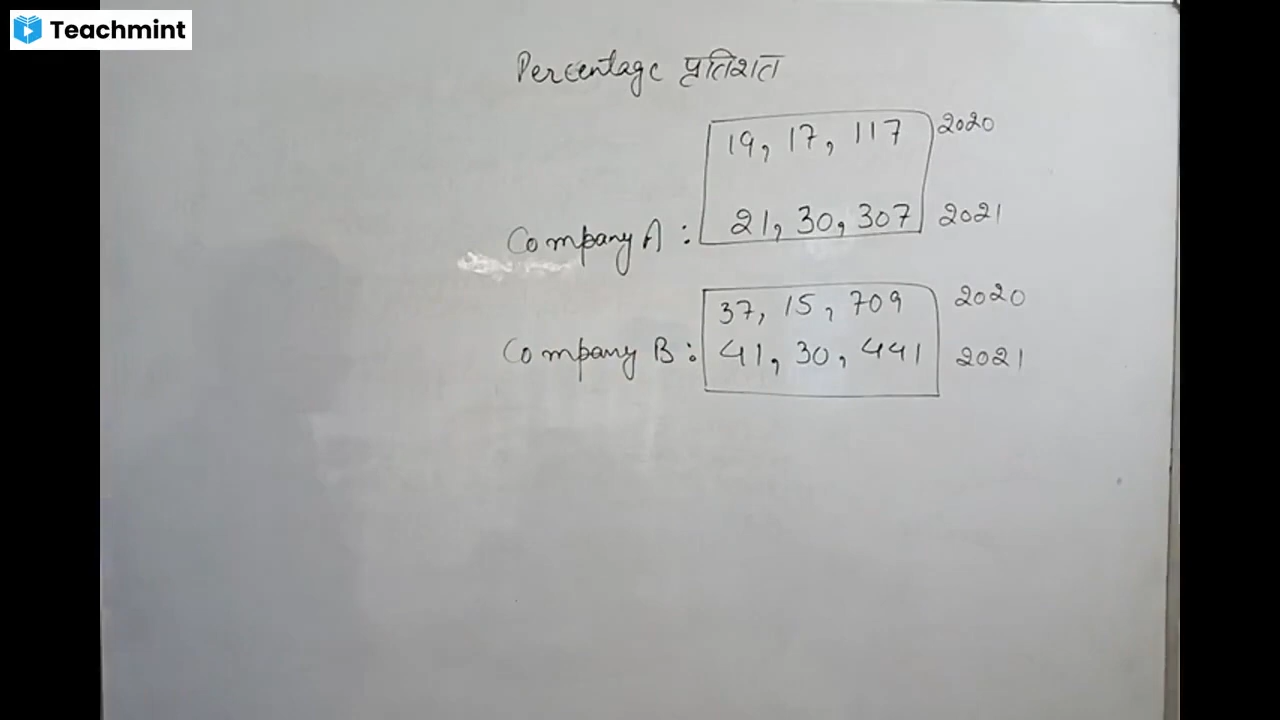 Teachmint
Percentage प्रतिशत
19, 17, 117 2020
Company A : 21, 30, 307 2021
37, 15, 709 2020
Company B : 41, 30, 441 2021